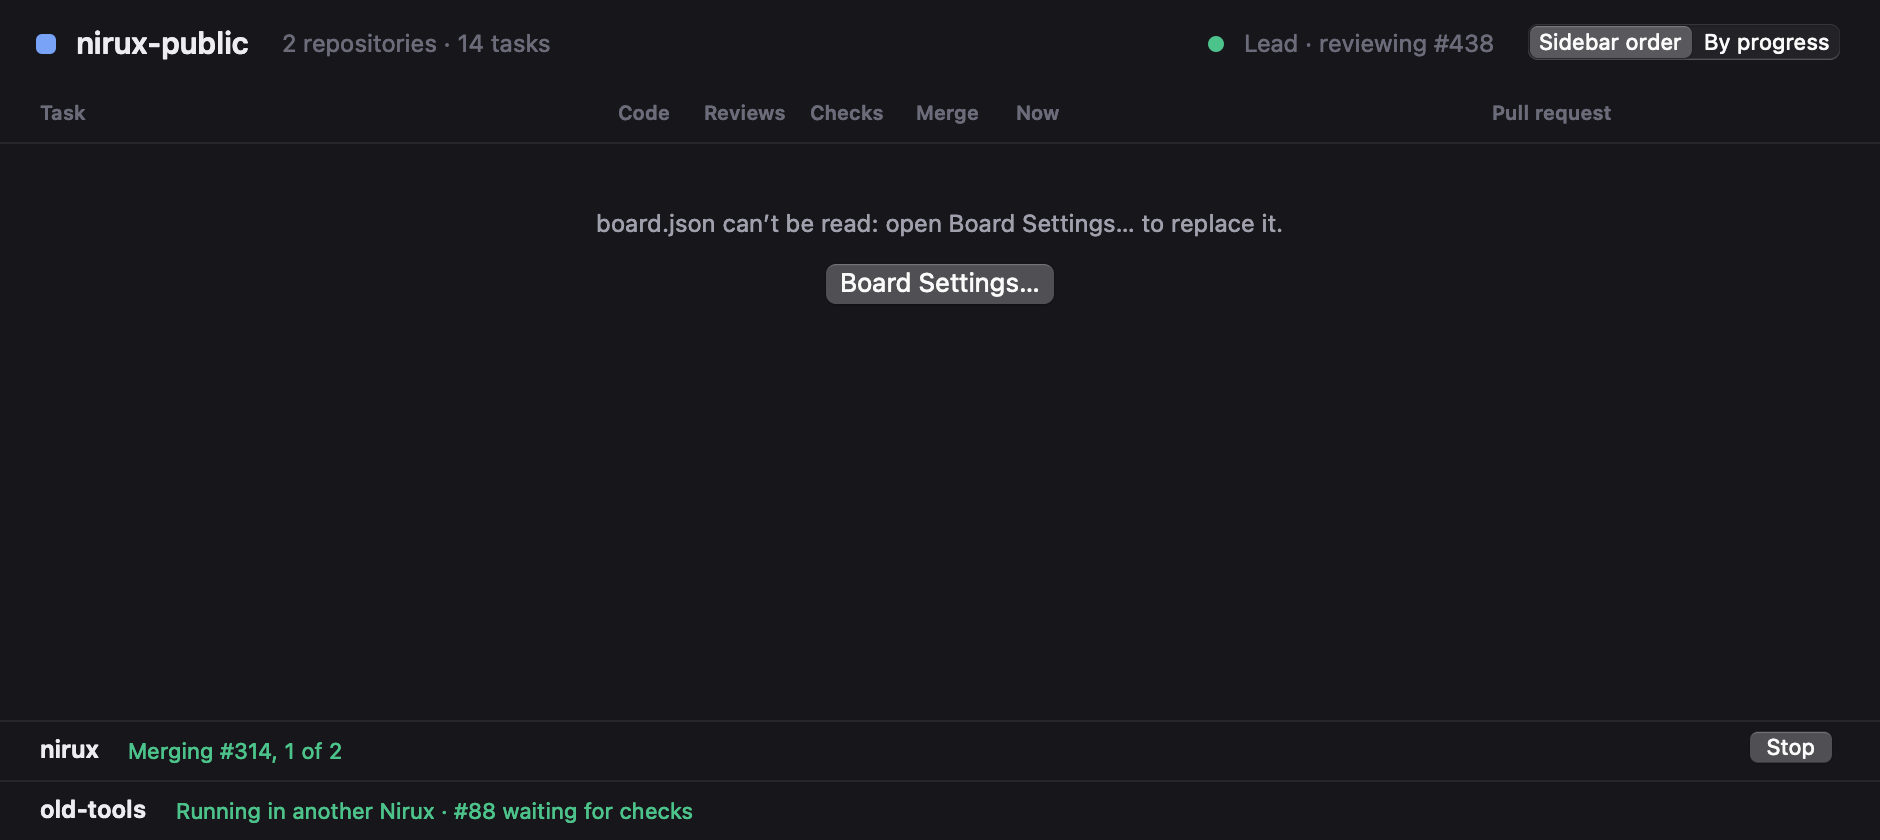 nirux-public 2 repositories · 14 tasks Lead · reviewing #438 Sidebar order By progress
Task Code Reviews Checks Merge Now Pull request
board.json can’t be read: open Board Settings… to replace it.
Board Settings…
nirux Merging #314, 1 of 2 Stop
old-tools Running in another Nirux · #88 waiting for checks